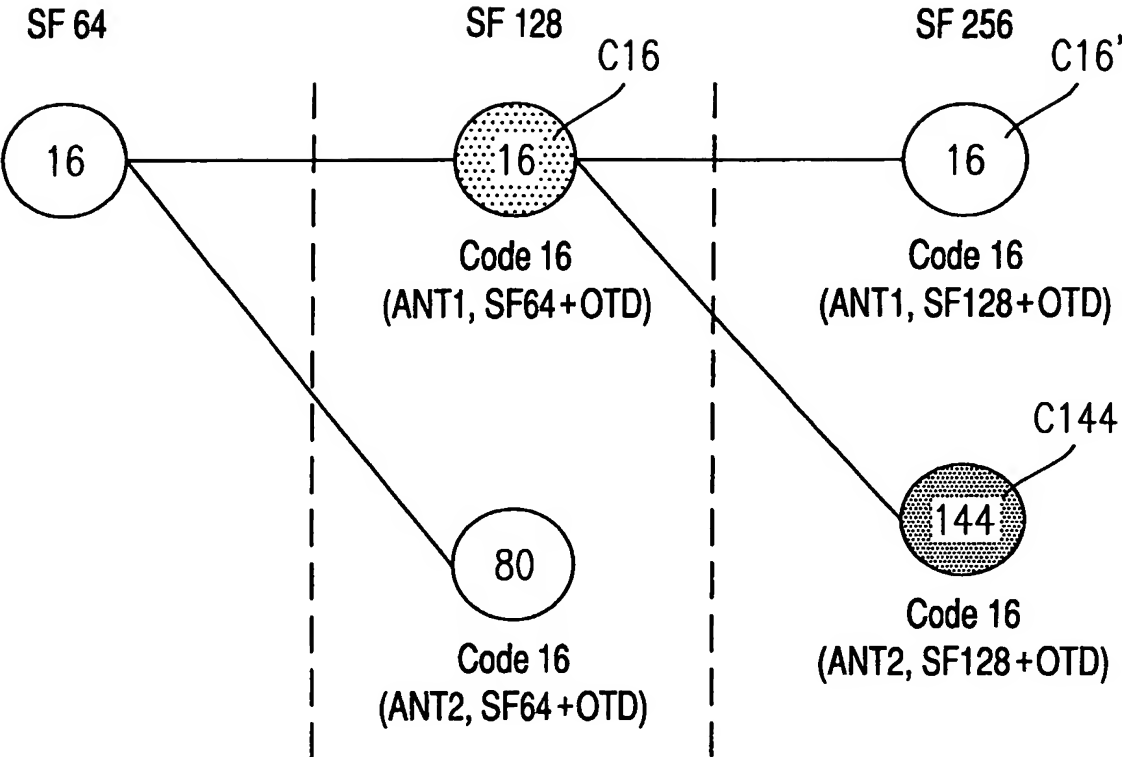 SF 64
SF 128
SF 256
C16
C16'
16
16
16
Code 16
(ANT1, SF64+OTD)
Code 16
(ANT1, SF128+OTD)
C144
144
80
Code 16
(ANT2, SF128+OTD)
Code 16
(ANT2, SF64+OTD)